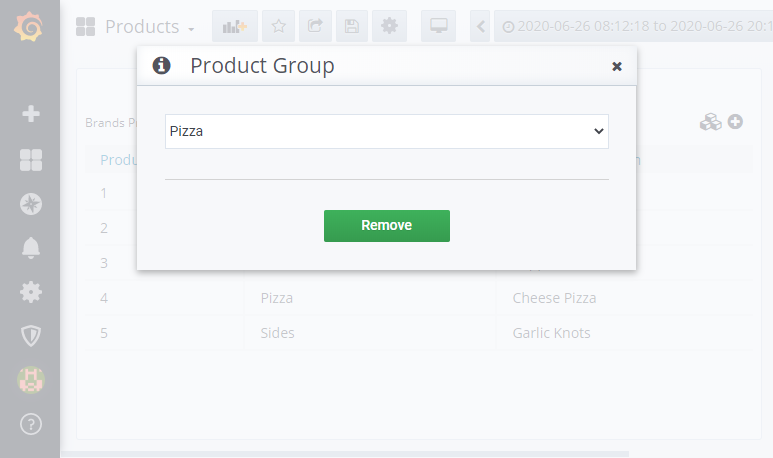 Products
2020-06-26 08:12:18 to 2020-06-26 20:1
Product Group
Brands P
Pizza
Produ
1
2
Remove
3
4 Pizza Cheese Pizza
5 Sides Garlic Knots
?